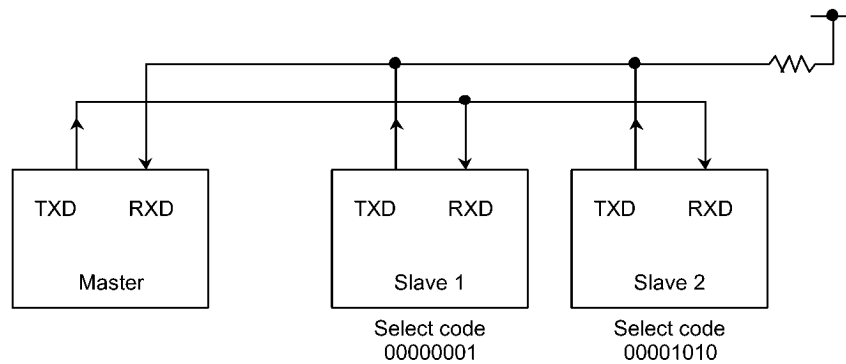 TXD RXD TXD RXD TXD RXD
Master Slave 1 Slave 2
Select code Select code
00000001 00001010